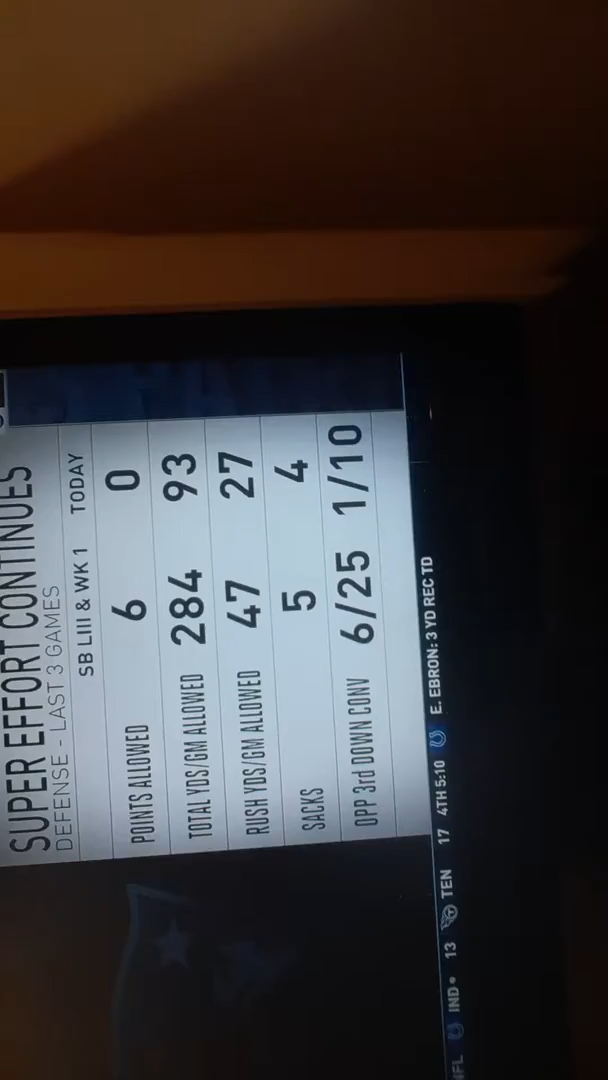 SUPER EFFORT CONTINUES
DEFENSE - LAST 3 GAMES
SB LIII & WK 1 TODAY
POINTS ALLOWED 6 0
TOTAL YDS/GM ALLOWED 284 93
RUSH YDS/GM ALLOWED 47 27
SACKS 5 4
OPP 3rd DOWN CONV 6/25 1/10
IND 13 TEN 17 4TH 5:10 E. EBRON: 3 YD REC TD